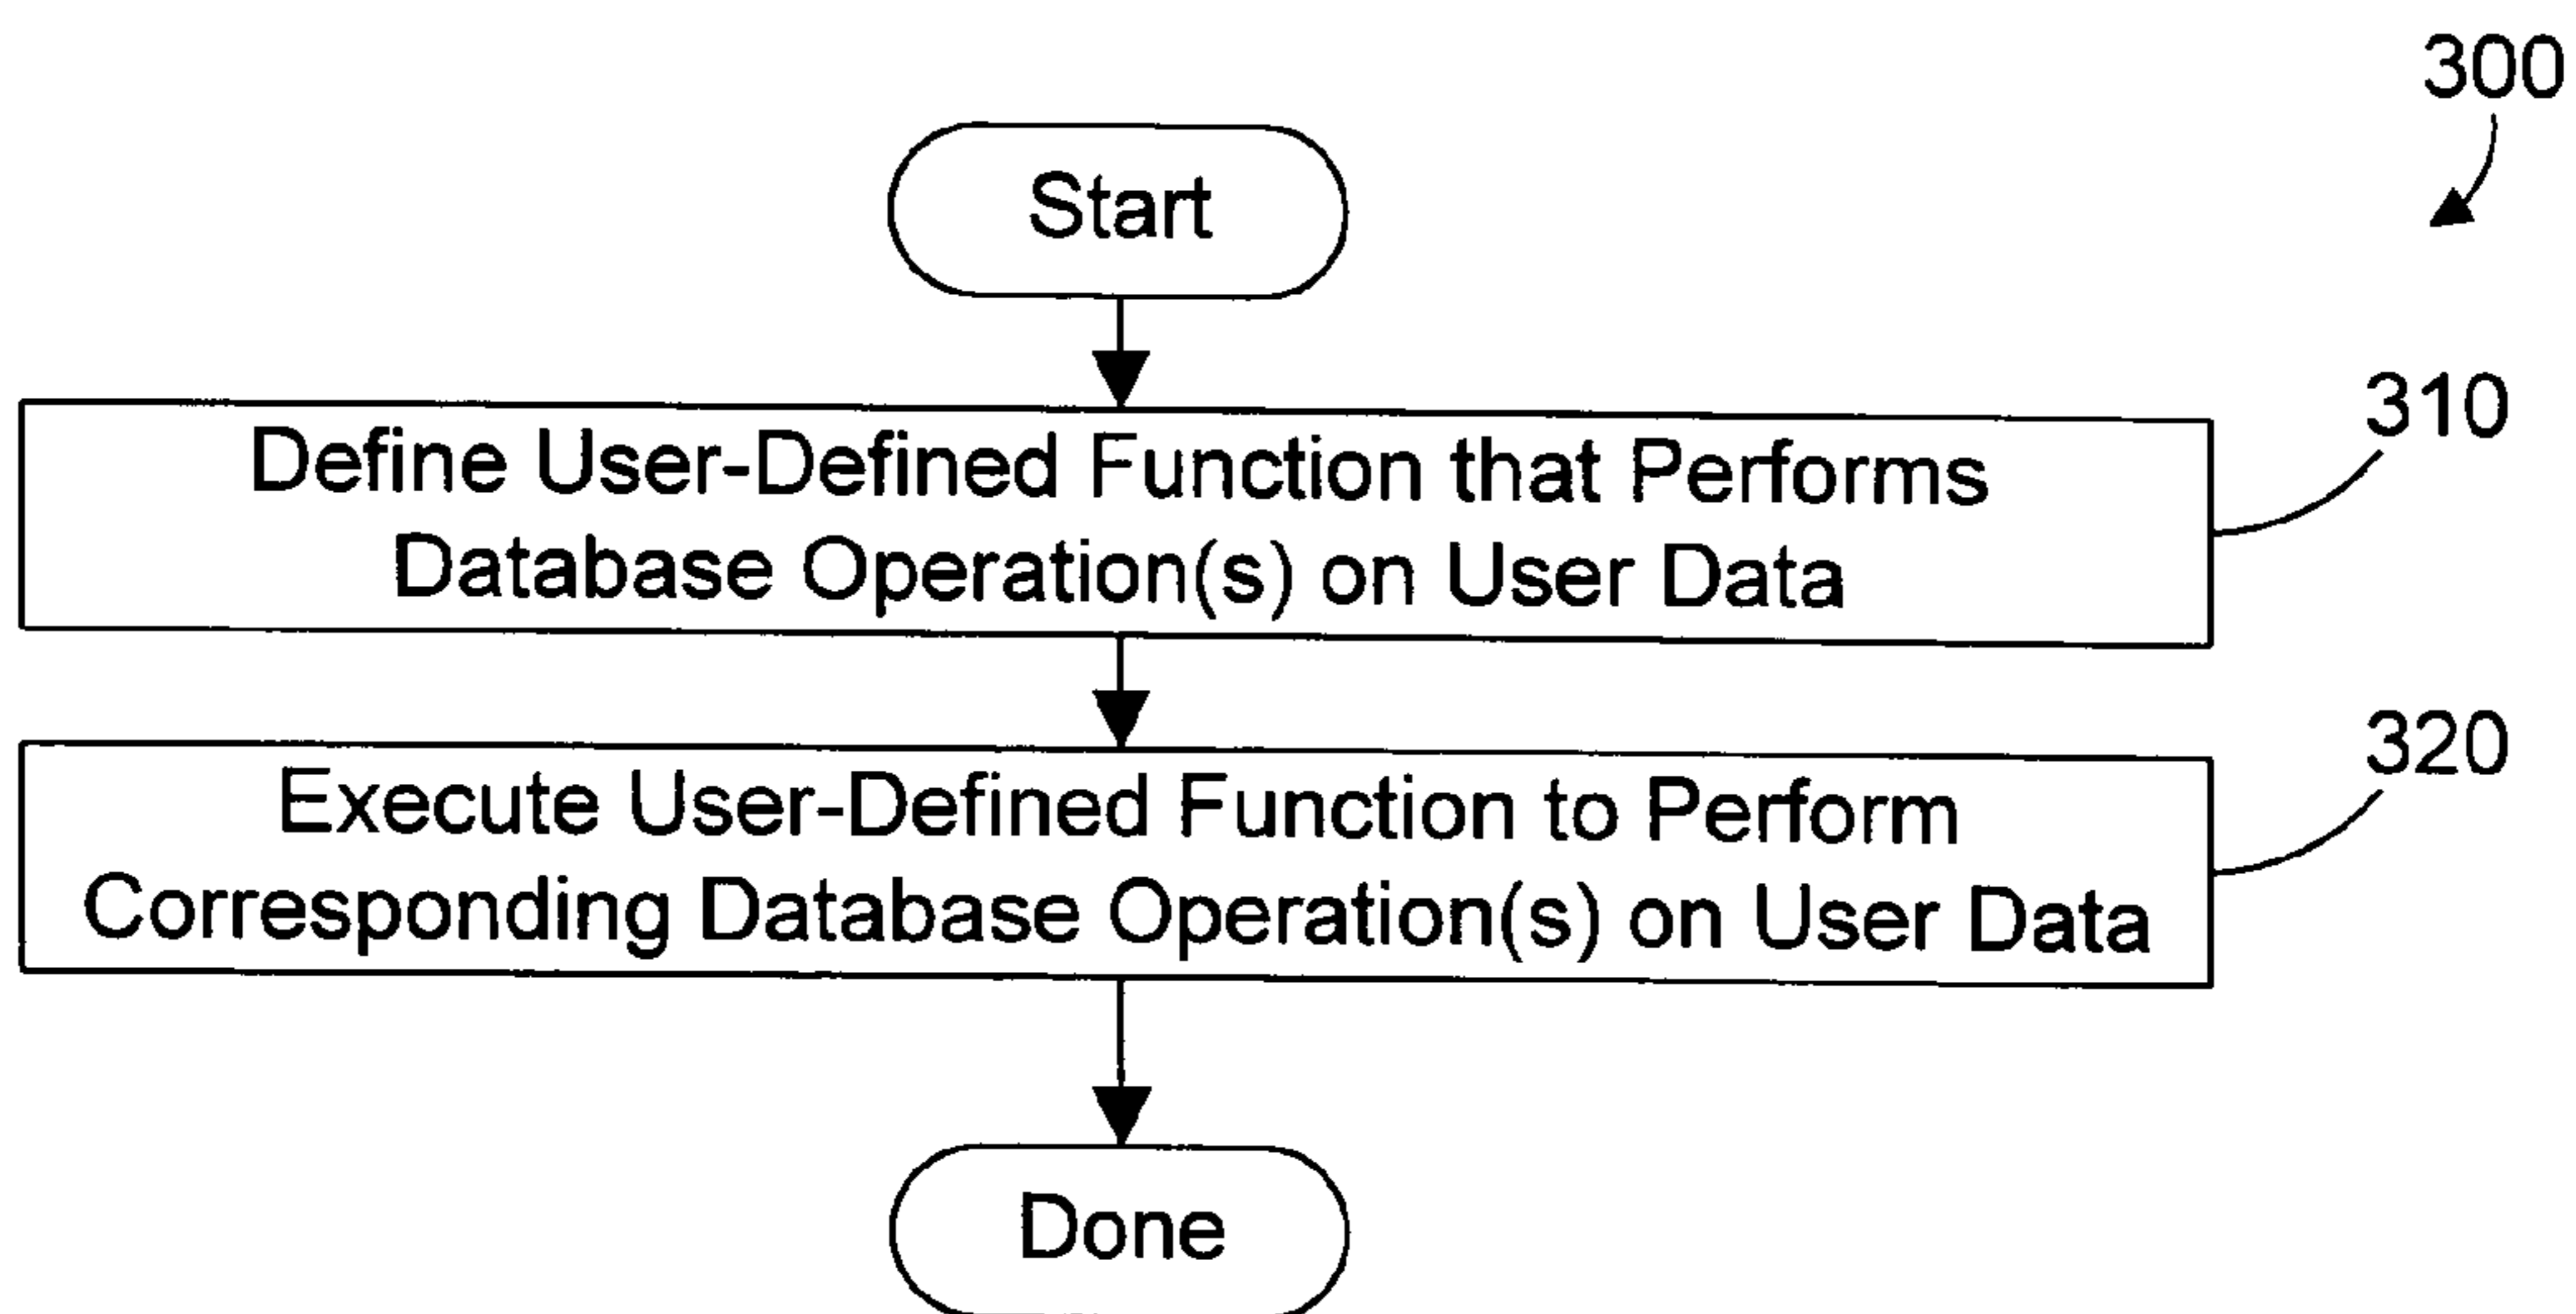 300
Start
310
Define User-Defined Function that Performs
Database Operation(s) on User Data
320
Execute User-Defined Function to Perform
Corresponding Database Operation(s) on User Data
Done